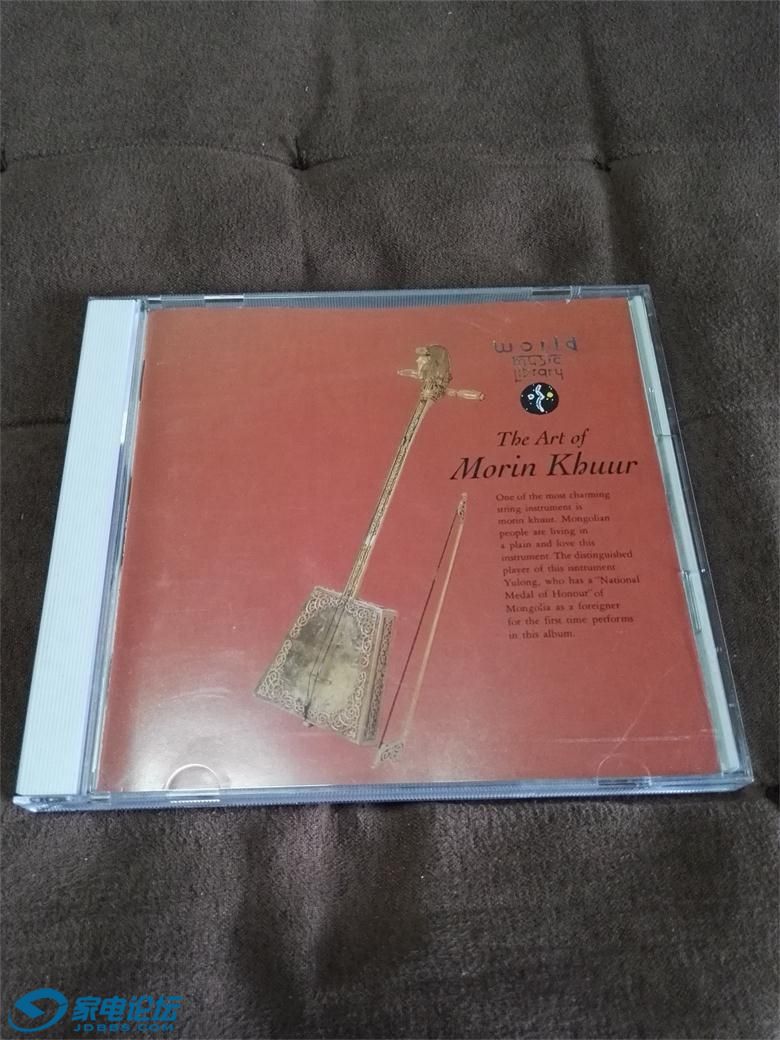 world
music
library
The Art of
Morin Khuur
One of the most charming
string instrument is
morin khuur. Mongolian
people are living in
a plain and love this
instrument. The distinguished
player of this isntrument
Yulong, who has a "National
Medal of Honour" of
Mongolia as a foreigner
for the first time performs
in this album.
家电论坛
JDBBS.COM